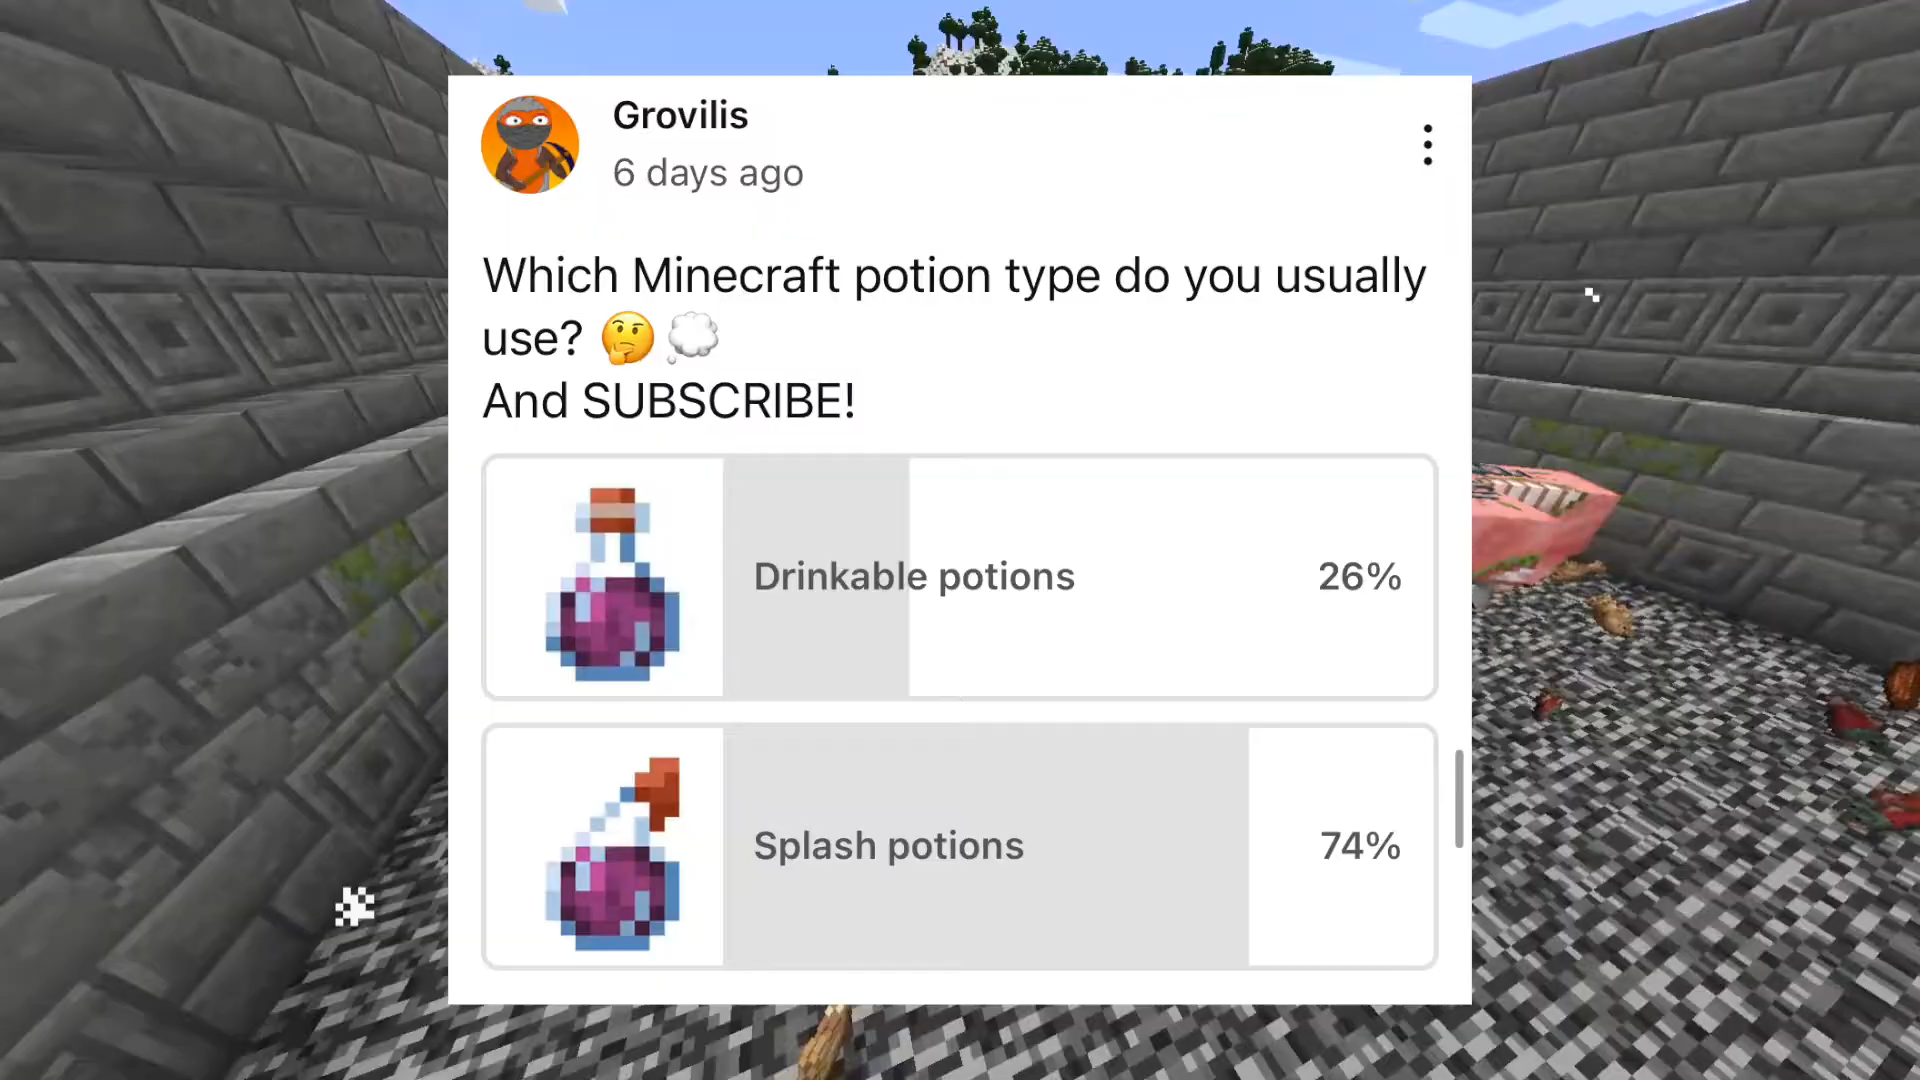 Grovilis
6 days ago
Which Minecraft potion type do you usually
use? 🤔💭
And SUBSCRIBE!
Drinkable potions 26%
Splash potions 74%